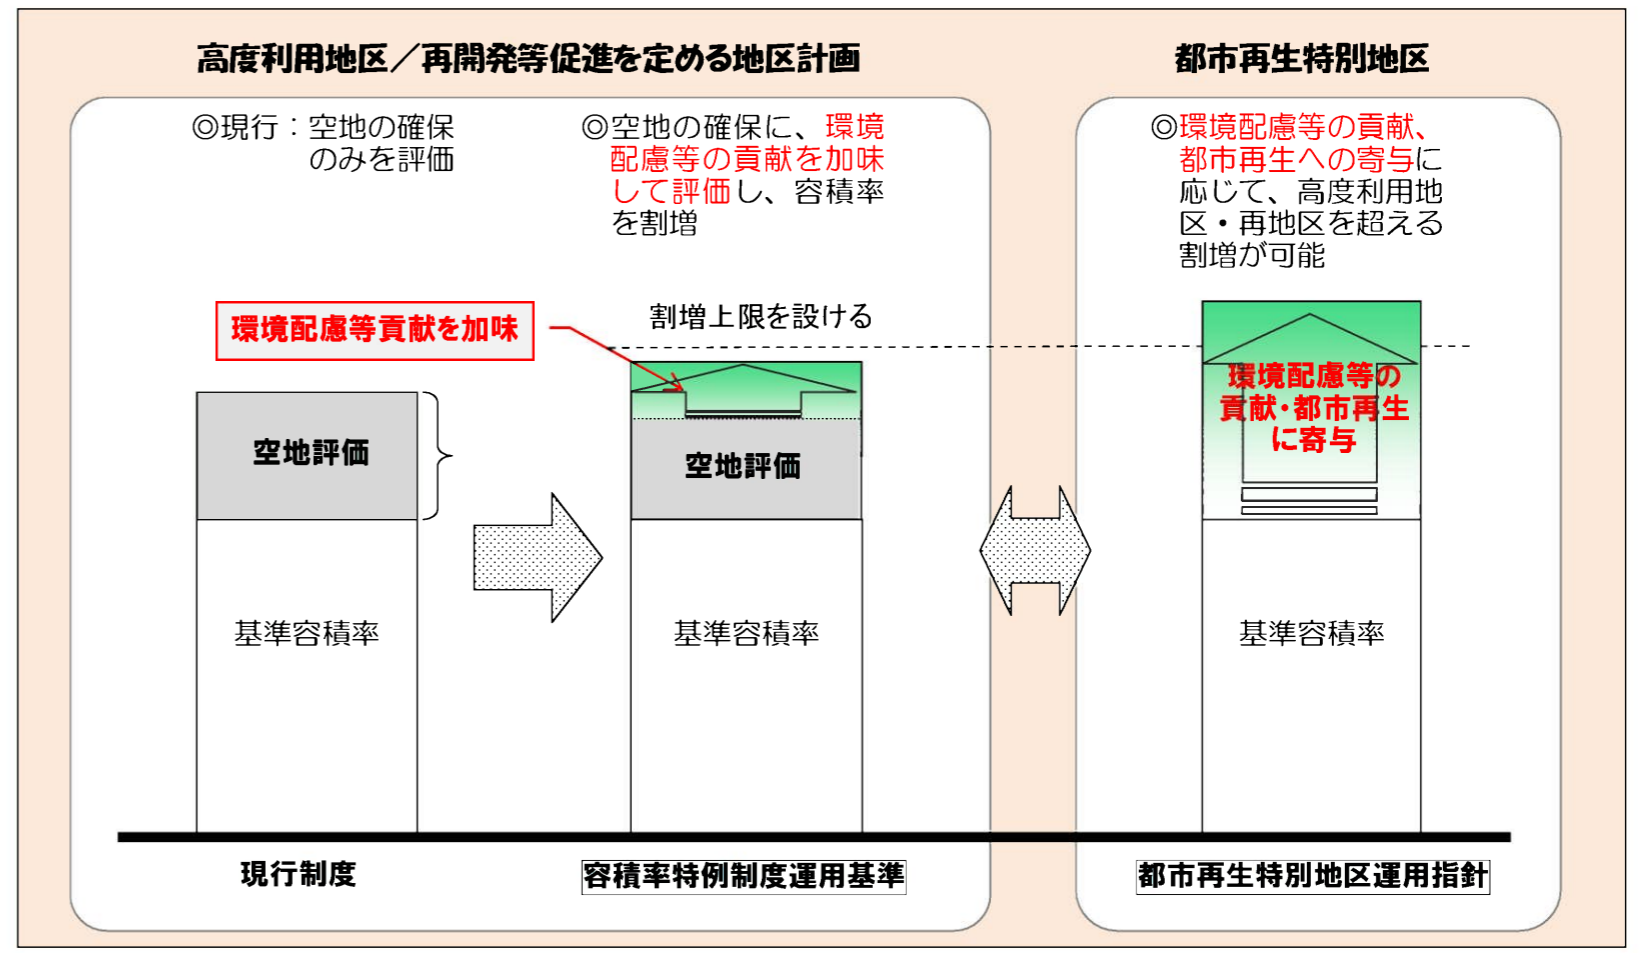 高度利用地区／再開発等促進を定める地区計画
都市再生特別地区
◎現行：空地の確保
のみを評価
◎空地の確保に、環境
配慮等の貢献を加味
して評価し、容積率
を割増
◎環境配慮等の貢献、
都市再生への寄与に
応じて、高度利用地
区・再地区を超える
割増が可能
環境配慮等貢献を加味
割増上限を設ける
空地評価
空地評価
環境配慮等の
貢献・都市再生
に寄与
基準容積率
基準容積率
基準容積率
現行制度
容積率特例制度運用基準
都市再生特別地区運用指針